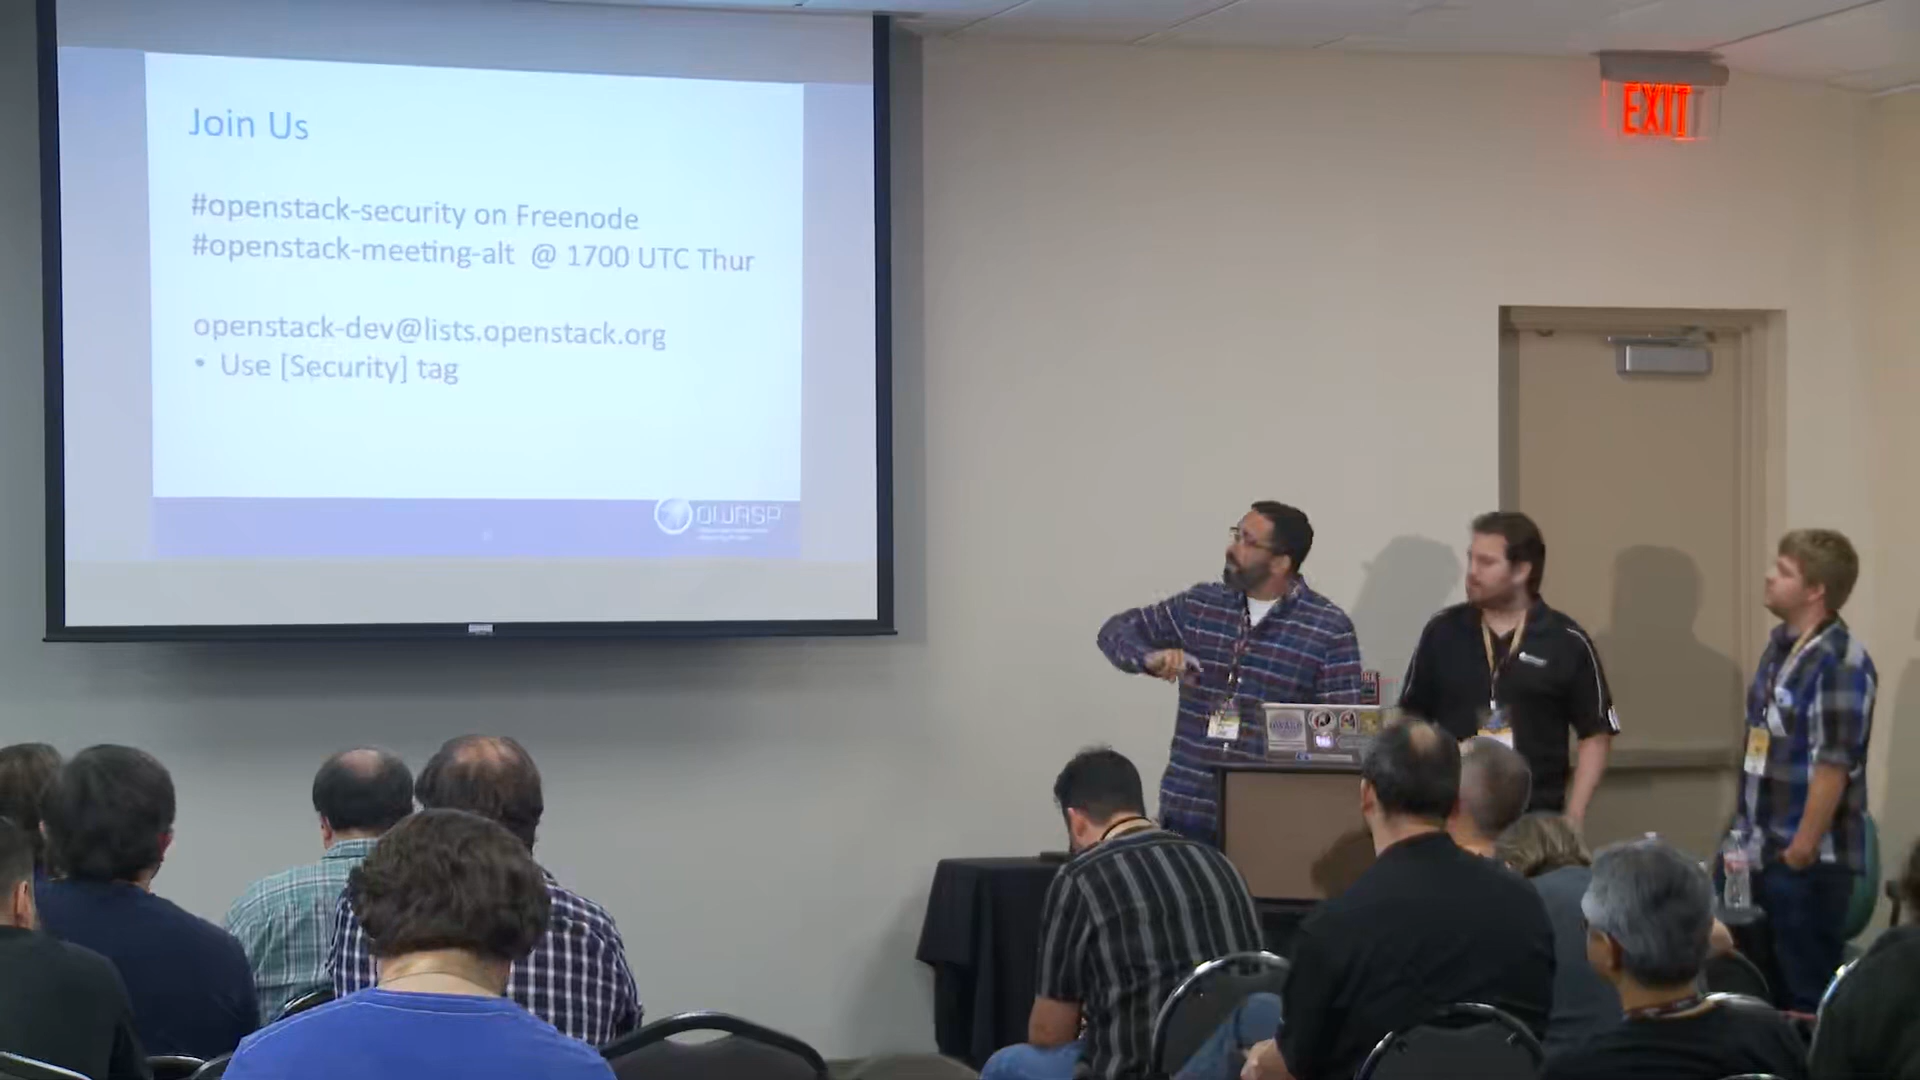 Join Us
#openstack-security on Freenode
#openstack-meeting-alt @ 1700 UTC Thur
openstack-dev@lists.openstack.org
• Use [Security] tag
OWASP
EXIT